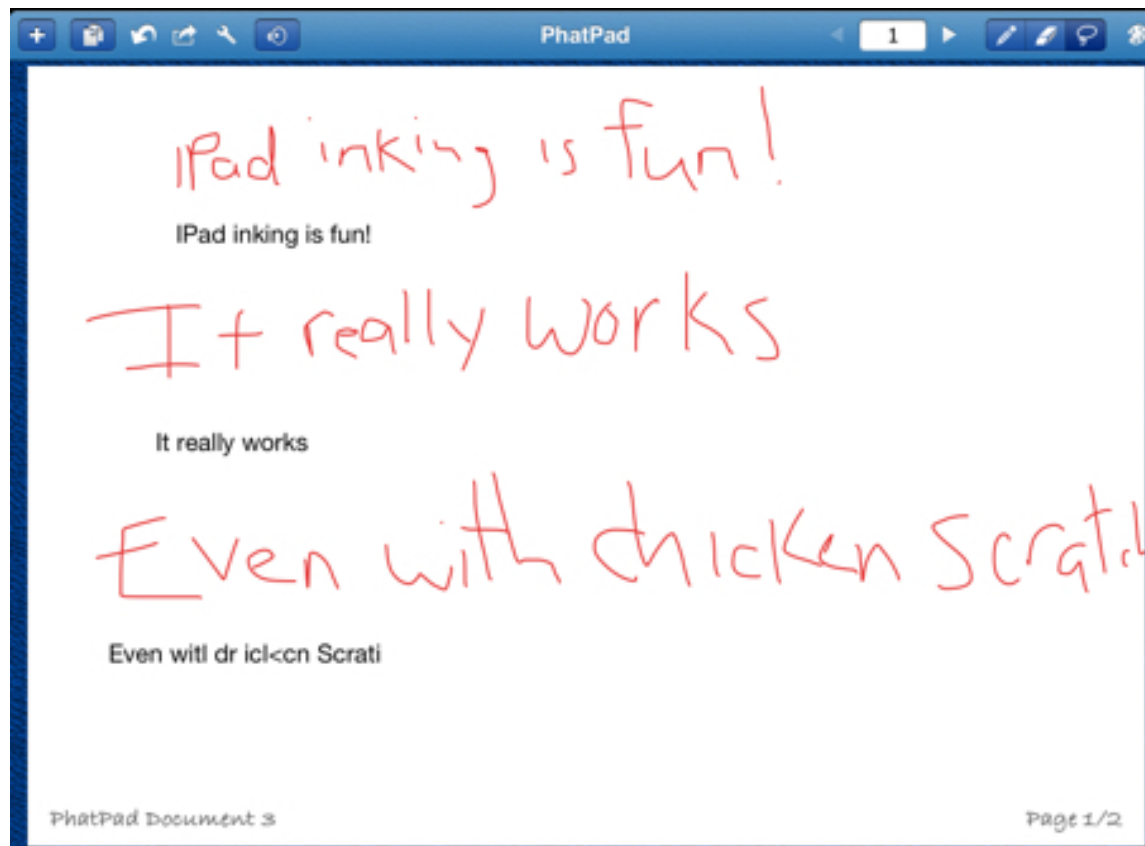 PhatPad 1
IPad inking is fun!
IPad inking is fun!
It really works
It really works
Even with chicken Scratch
Even witl dr icl<cn Scrati
PhatPad Document 3 Page 1/2